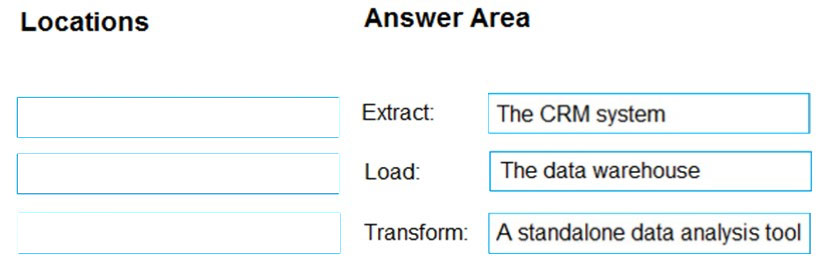 Locations Answer Area
Extract: The CRM system
Load: The data warehouse
Transform: A standalone data analysis tool